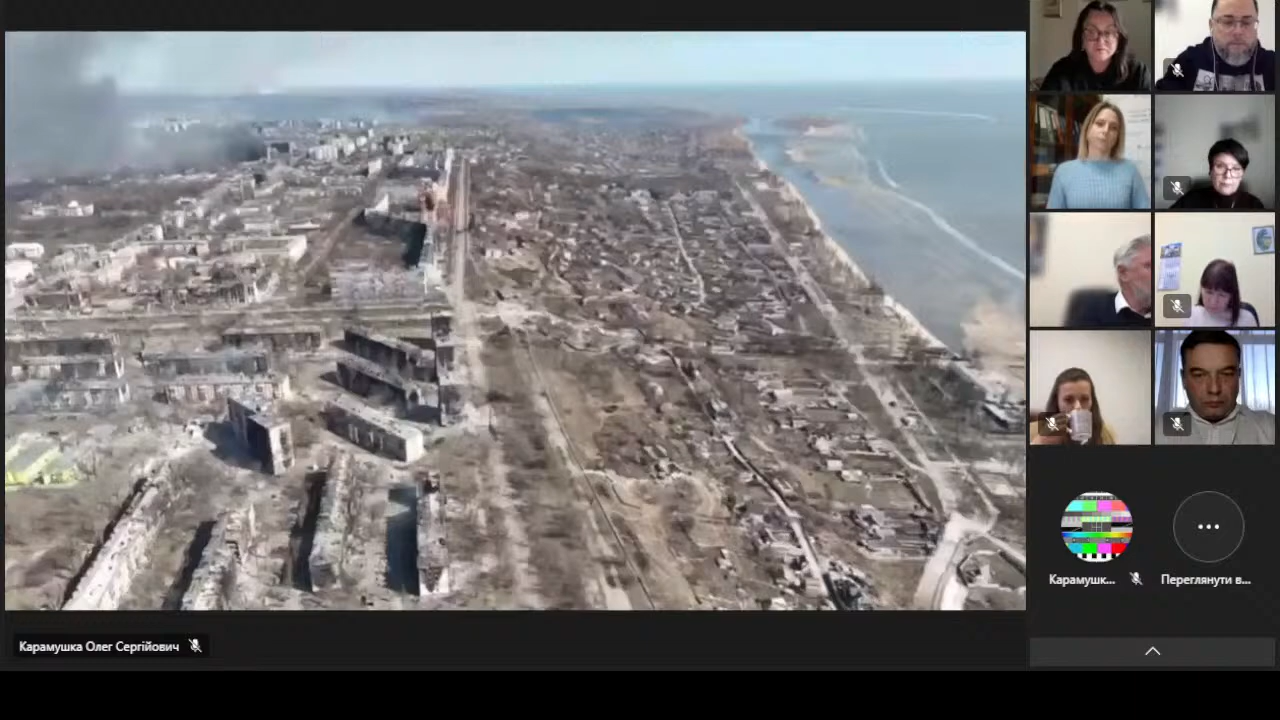 Карамушк...
Переглянути в...
Карамушка Олег Сергійович